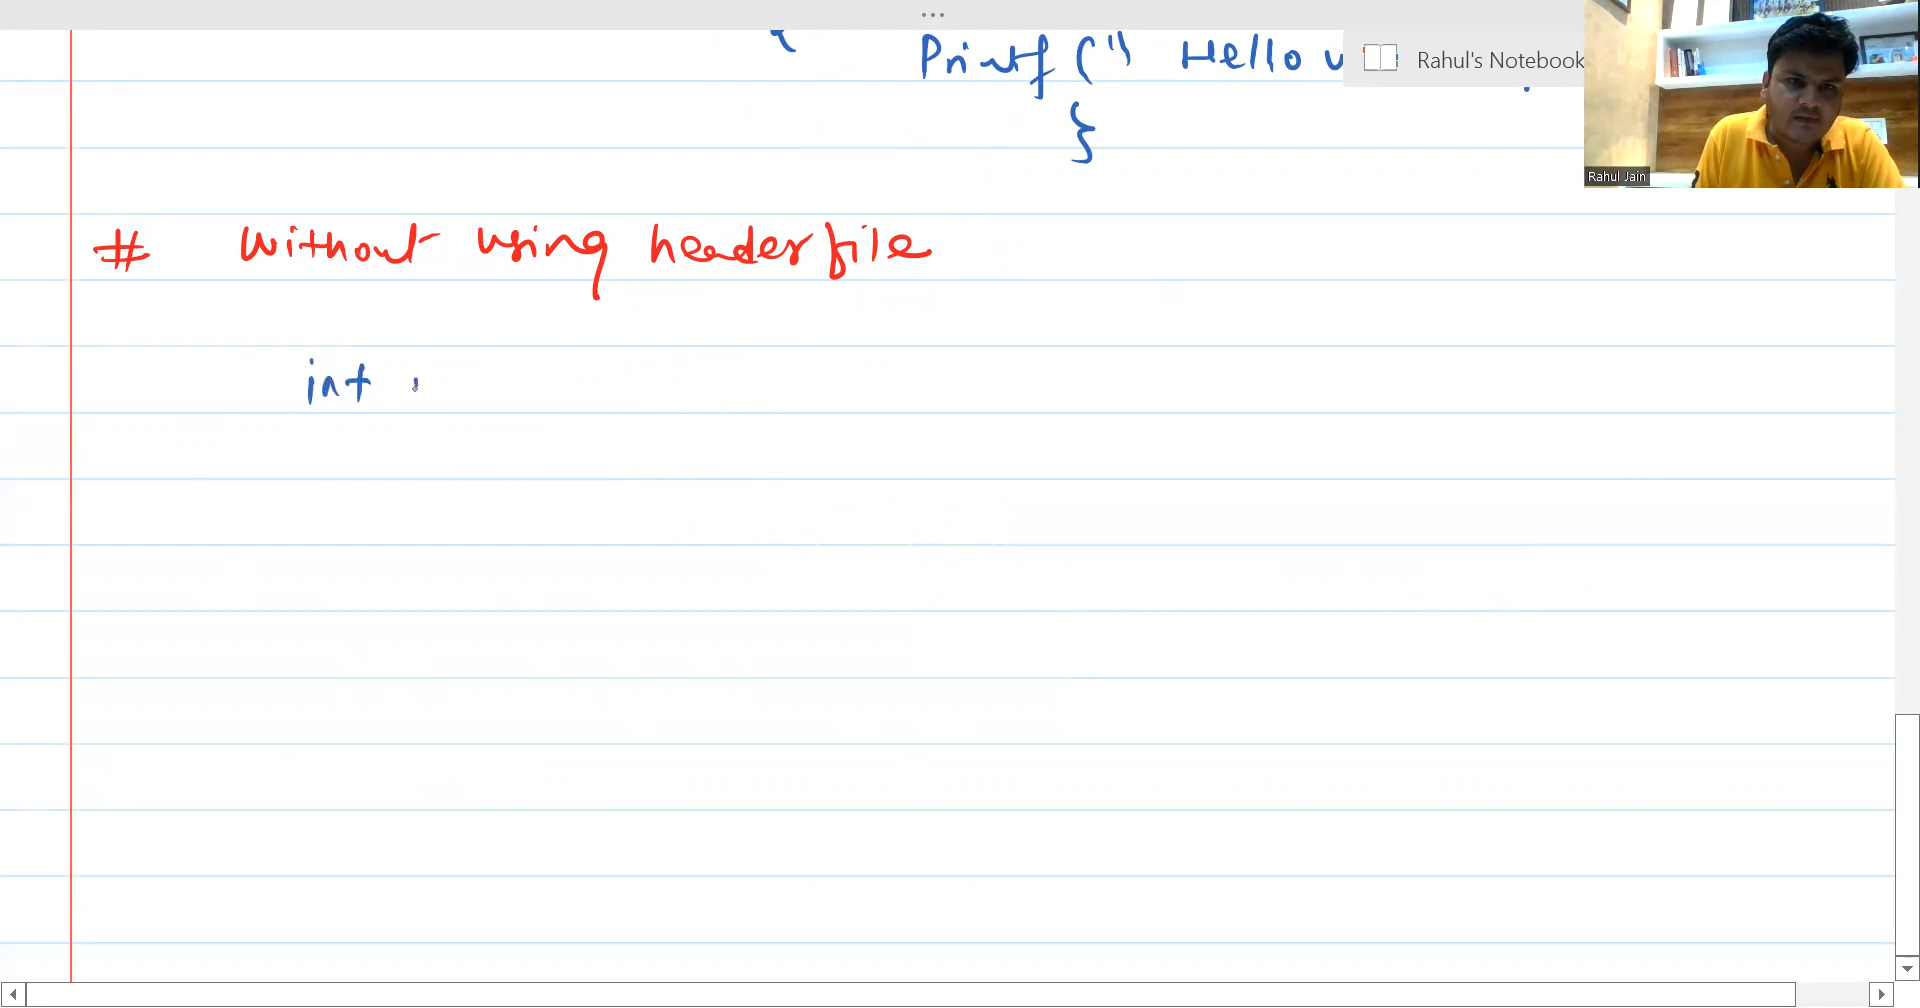 Printf (") Hello
Rahul's Notebook
}
Rahul Jain
# without using header file
int